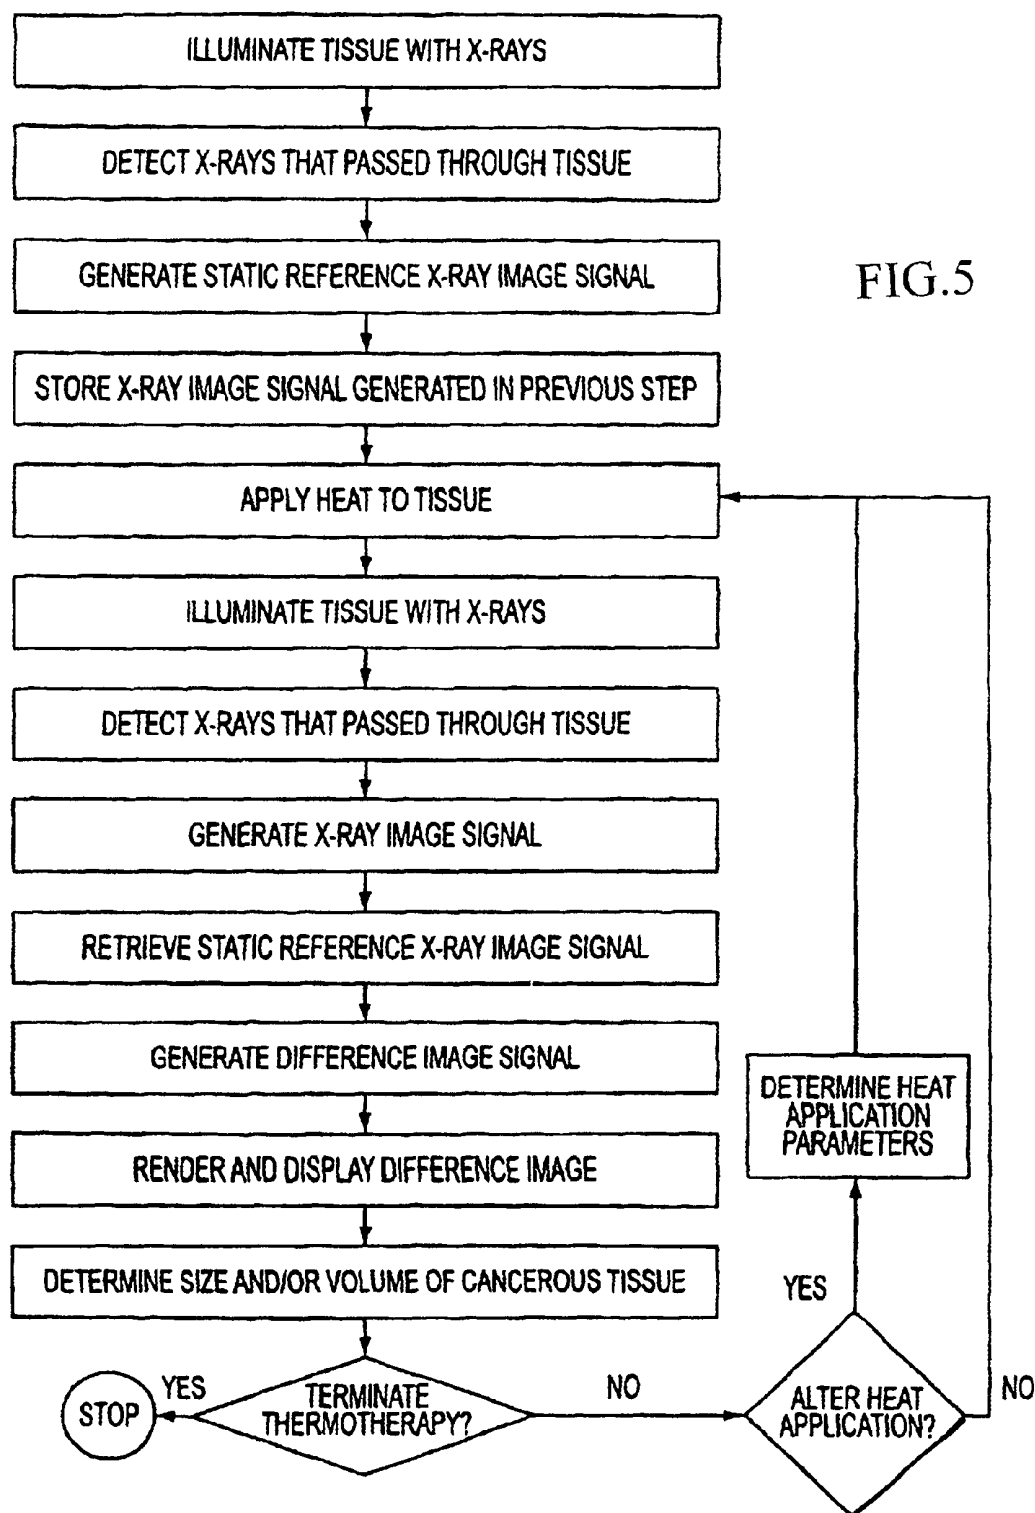 ILLUMINATE TISSUE WITH X-RAYS
DETECT X-RAYS THAT PASSED THROUGH TISSUE
GENERATE STATIC REFERENCE X-RAY IMAGE SIGNAL
FIG.5
STORE X-RAY IMAGE SIGNAL GENERATED IN PREVIOUS STEP
APPLY HEAT TO TISSUE
ILLUMINATE TISSUE WITH X-RAYS
DETECT X-RAYS THAT PASSED THROUGH TISSUE
GENERATE X-RAY IMAGE SIGNAL
RETRIEVE STATIC REFERENCE X-RAY IMAGE SIGNAL
GENERATE DIFFERENCE IMAGE SIGNAL
RENDER AND DISPLAY DIFFERENCE IMAGE
DETERMINE SIZE AND/OR VOLUME OF CANCEROUS TISSUE
TERMINATE
THERMOTHERAPY?
YES
STOP
NO
ALTER HEAT
APPLICATION?
YES
DETERMINE HEAT
APPLICATION
PARAMETERS
NO